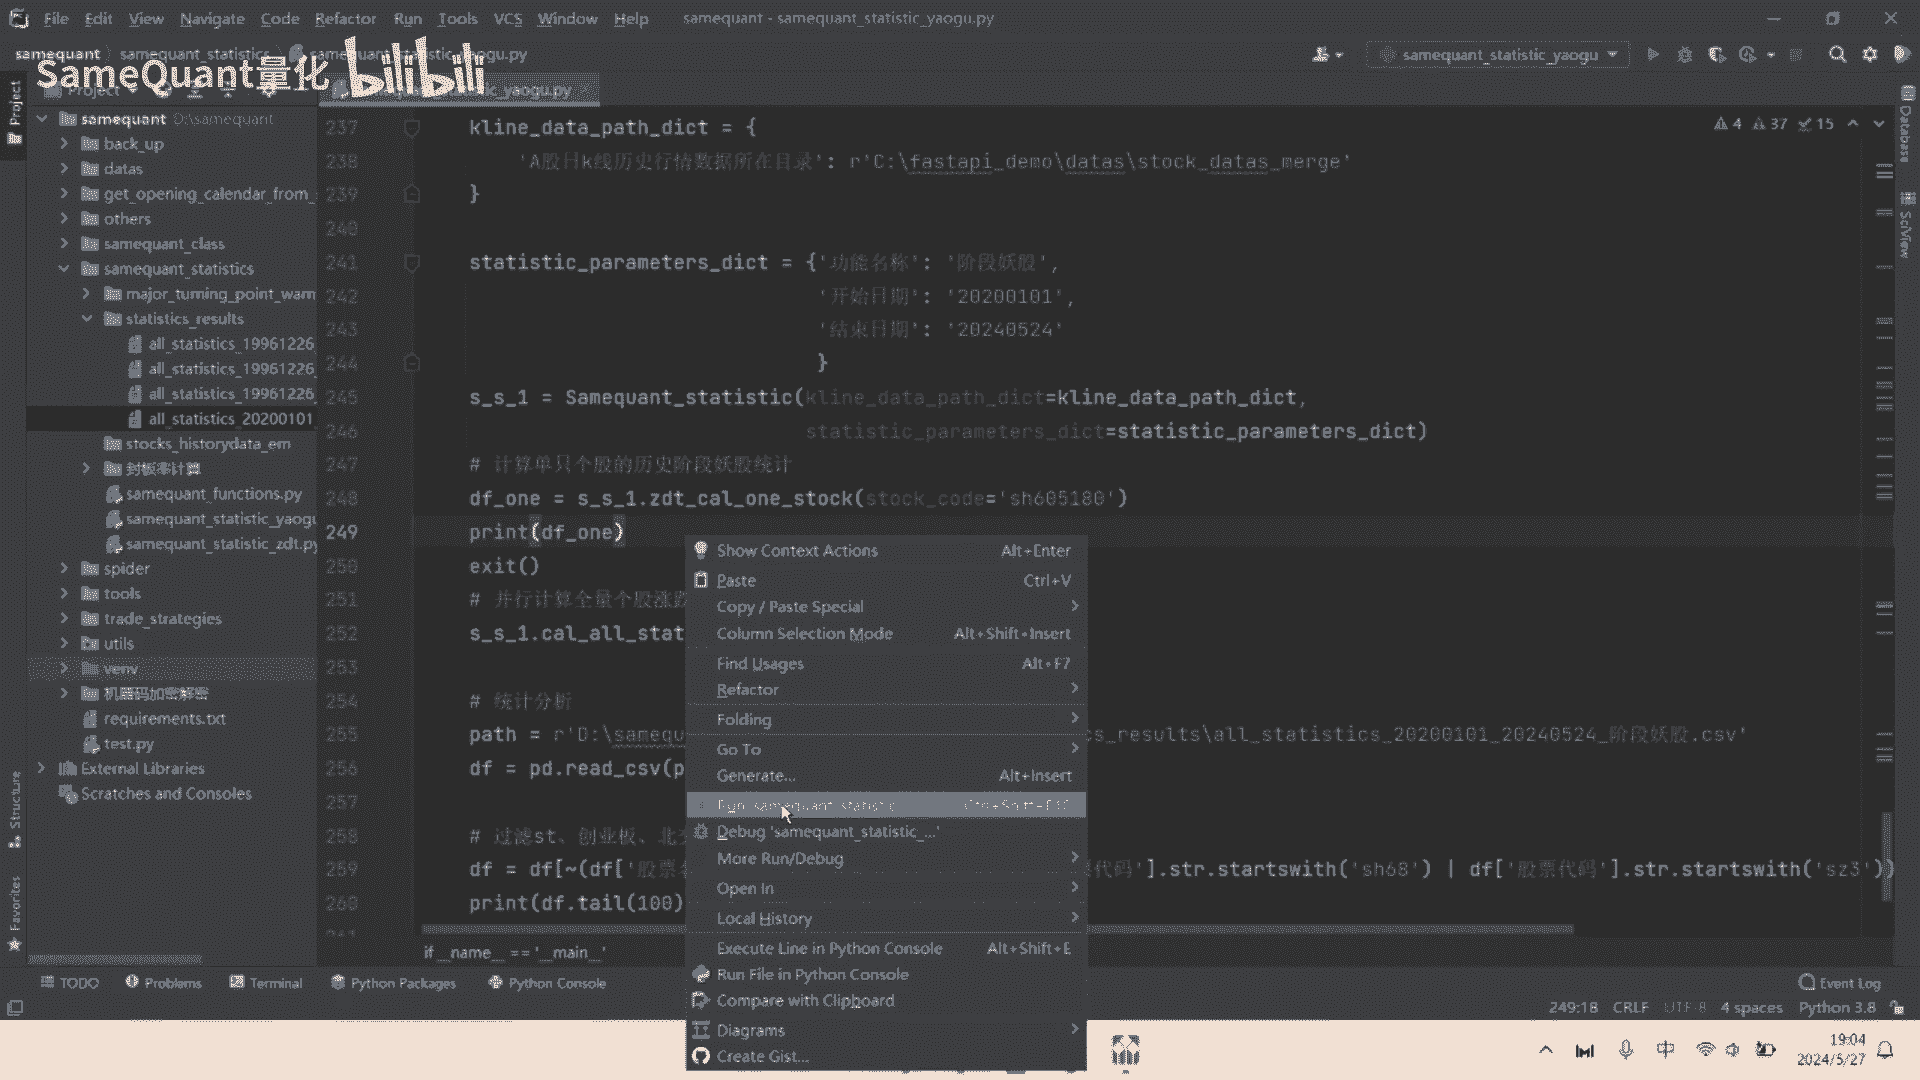 File Edit View Navigate Code Refactor Run Tools VCS Window Help samequant - samequant_statistic_yaogu.py
samequant samequant_statistics samequant_statistic_yaogu.py samequant_statistic_yaogu
SameQuant量化 bilibili
Project
samequant D:\samequant
back_up
datas
get_opening_calendar_from_
others
samequant_class
samequant_statistics
major_turning_point_warn
statistics_results
all_statistics_19961226_
all_statistics_19961226_
all_statistics_19961226_
all_statistics_20200101_
stocks_historydata_em
封板率计算
samequant_functions.py
samequant_statistic_yaogu
samequant_statistic_zdt.py
spider
tools
trade_strategies
utils
venv
机器码加密解密
requirements.txt
test.py
External Libraries
Scratches and Consoles
Project
Structure
Favorites
Database
SciView
4 37 15
237 kline_data_path_dict = {
238 'A股日k线历史行情数据所在目录': r'C:\fastapi_demo\datas\stock_datas_merge'
239 }
240
241 statistic_parameters_dict = {'功能名称': '阶段妖股',
242 '开始日期': '20200101',
243 '结束日期': '20240524'
244 }
245 s_s_1 = Samequant_statistic(kline_data_path_dict=kline_data_path_dict,
246 statistic_parameters_dict=statistic_parameters_dict)
247 # 计算单只个股的历史阶段妖股统计
248 df_one = s_s_1.zdt_cal_one_stock(stock_code='sh605180')
249 print(df_one)
250 exit()
251 # 并行计算全量个股涨跌
252 s_s_1.cal_all_stat
253
254 # 统计分析
255 path = r'D:\samequ cs_results\all_statistics_20200101_20240524_阶段妖股.csv'
256 df = pd.read_csv(p
257
258 # 过滤st、创业板、北交
259 df = df[~(df['股票名 票代码'].str.startswith('sh68') | df['股票代码'].str.startswith('sz3'))
260 print(df.tail(100)
Show Context Actions Alt+Enter
Paste Ctrl+V
Copy / Paste Special
Column Selection Mode Alt+Shift+Insert
Find Usages Alt+F7
Refactor
Folding
Go To
Generate... Alt+Insert
Run 'samequant_statistic Ctrl+Shift+F10
Debug 'samequant_statistic_...'
More Run/Debug
Open In
Local History
Execute Line in Python Console Alt+Shift+E
Run File in Python Console
Compare with Clipboard
Diagrams
Create Gist...
if __name__ == '__main__'
TODO Problems Terminal Python Packages Python Console Event Log
249:18 CRLF UTF-8 4 spaces Python 3.8
中 19:04
2024/5/27